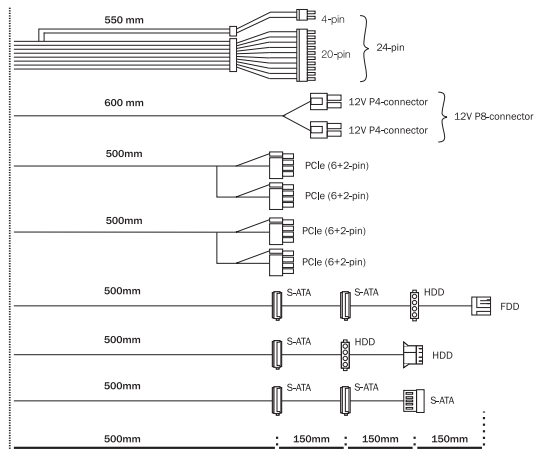 550 mm
4-pin
20-pin
24-pin
600 mm
12V P4-connector
12V P4-connector
12V P8-connector
500mm
PCIe (6+2-pin)
PCIe (6+2-pin)
500mm
PCIe (6+2-pin)
PCIe (6+2-pin)
500mm
S-ATA
S-ATA
HDD
FDD
500mm
S-ATA
HDD
HDD
500mm
S-ATA
S-ATA
S-ATA
500mm
150mm
150mm
150mm